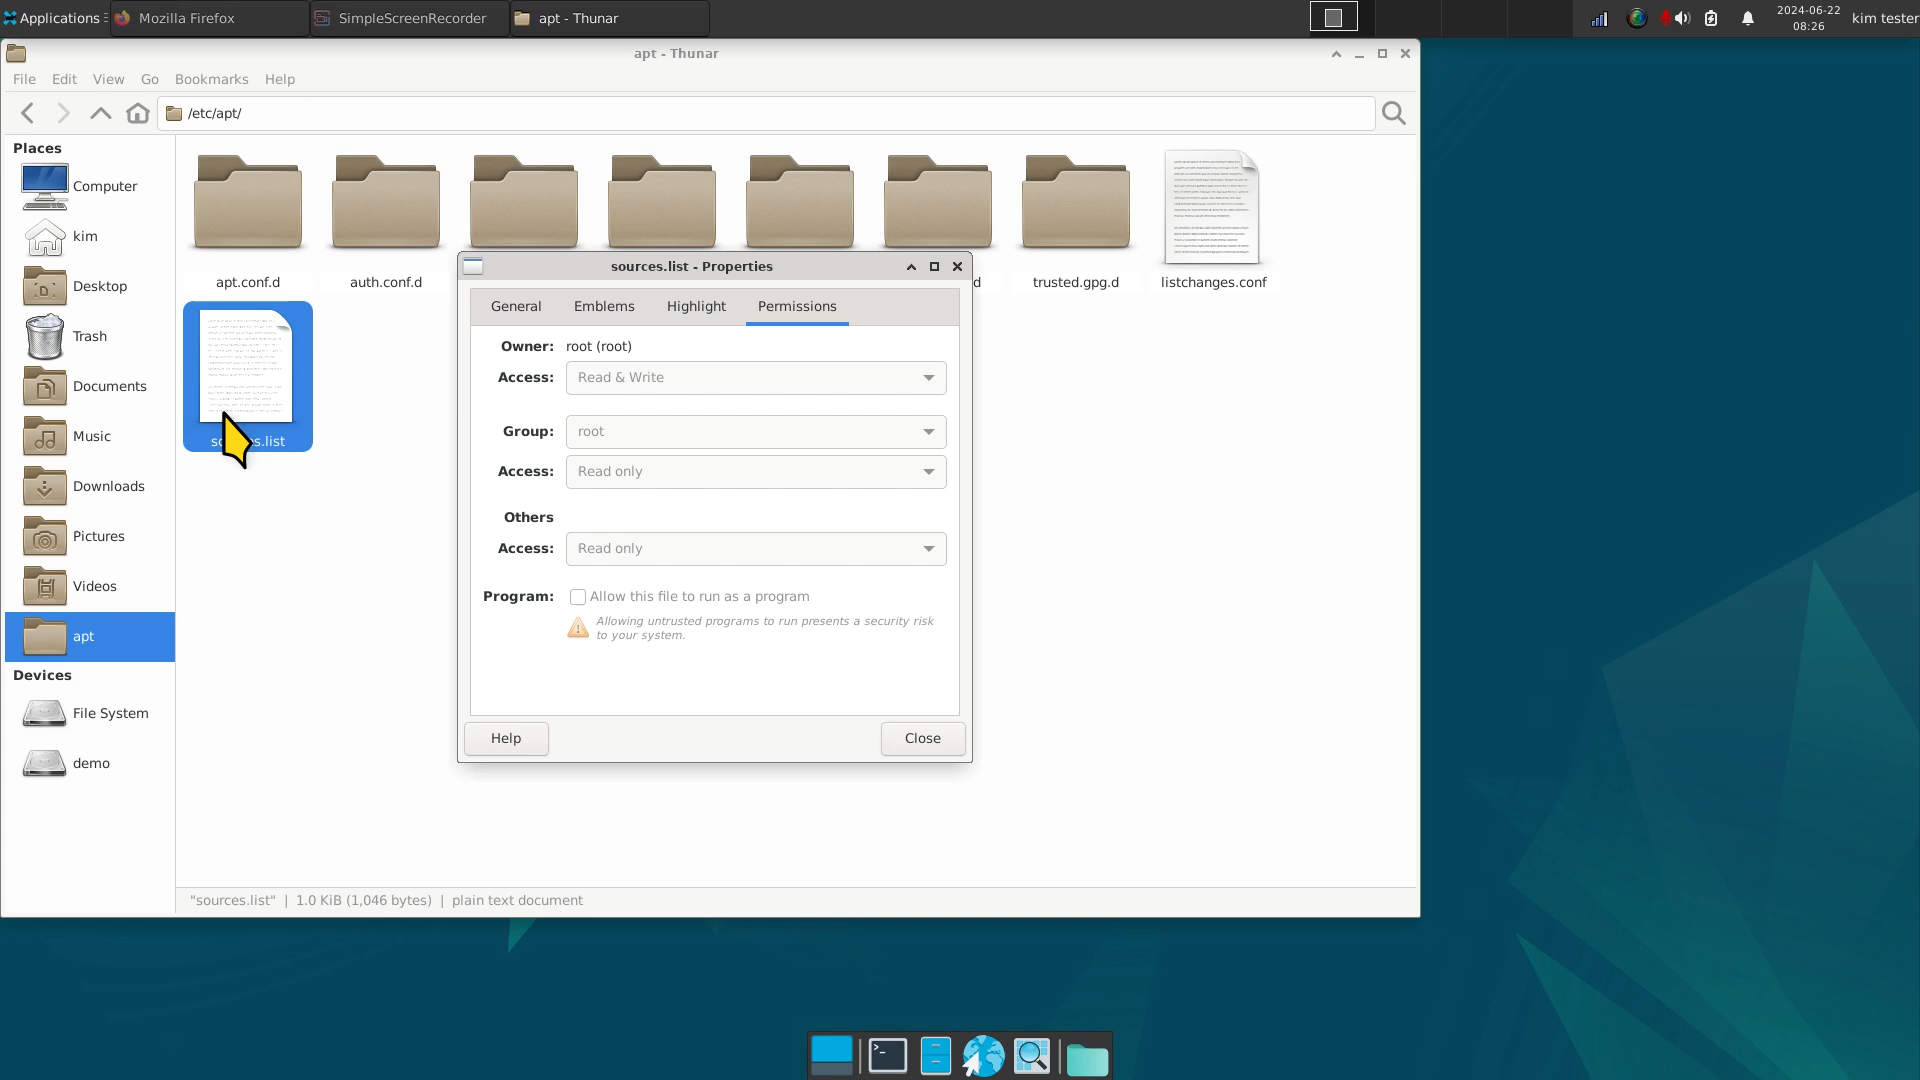 Applications
Mozilla Firefox
SimpleScreenRecorder
apt - Thunar
2024-06-22
08:26
kim tester
apt - Thunar
File Edit View Go Bookmarks Help
/etc/apt/
Places
Computer
kim
Desktop
Trash
Documents
Music
Downloads
Pictures
Videos
apt
Devices
File System
demo
apt.conf.d
auth.conf.d
d
trusted.gpg.d
listchanges.conf
sources.list - Properties
General Emblems Highlight Permissions
Owner: root (root)
Access: Read & Write
Group: root
Access: Read only
Others
Access: Read only
Program: Allow this file to run as a program
Allowing untrusted programs to run presents a security risk
to your system.
Help Close
"sources.list" | 1.0 KiB (1,046 bytes) | plain text document